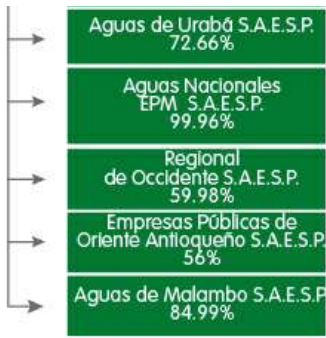 Aguas de Urabá S.A.E.S.P.
72.66%
Aguas Nacionales
EPM S.A.E.S.P.
99.96%
Regional
de Occidente S.A.E.S.P.
59.98%
Empresas Públicas de
Oriente Antioqueño S.A.E.S.P.
56%
Aguas de Malambo S.A.E.S.P
84.99%